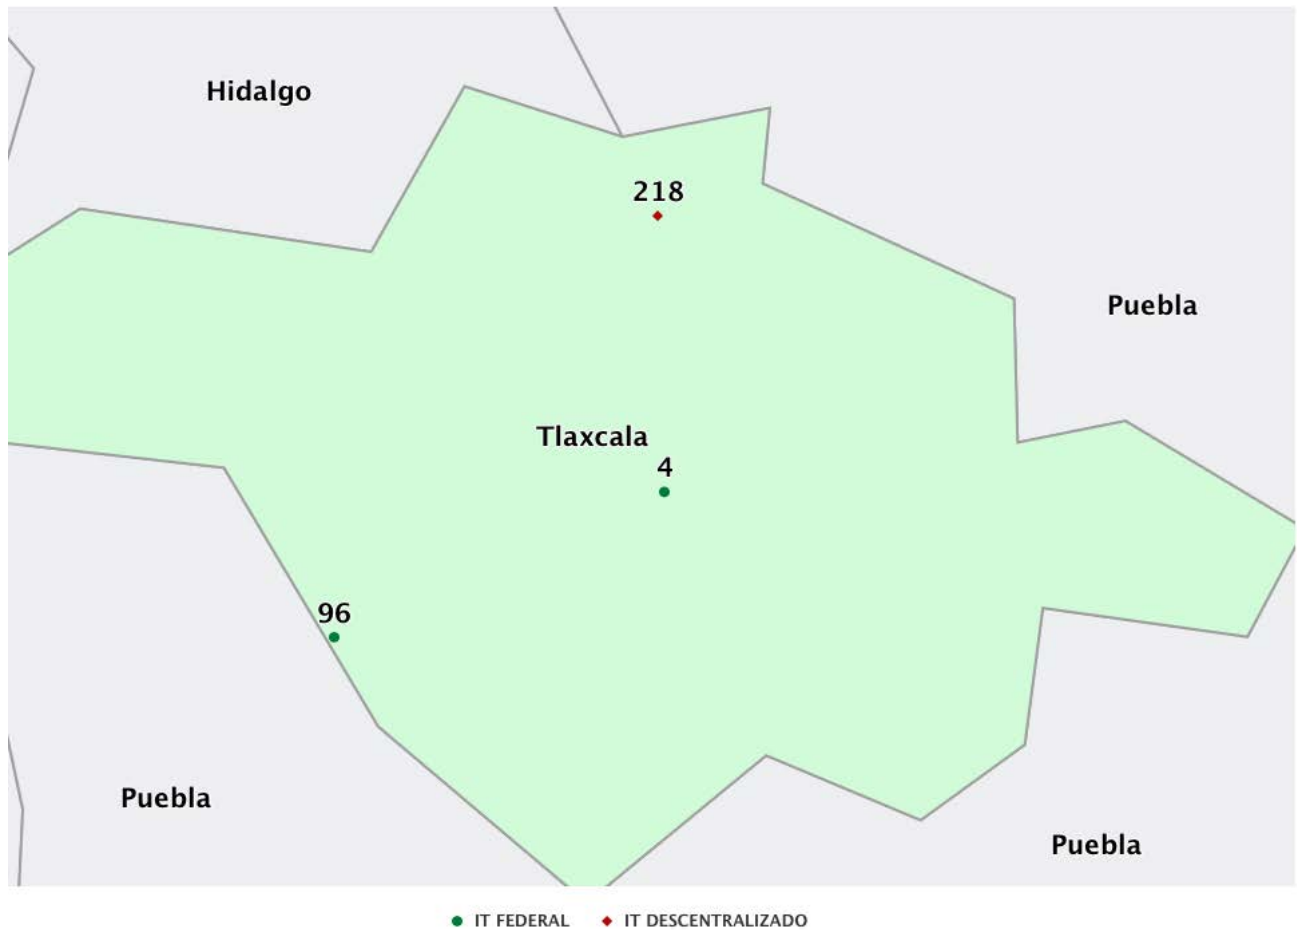 Hidalgo
218
Puebla
Tlaxcala
4
96
Puebla
Puebla
IT FEDERAL IT DESCENTRALIZADO